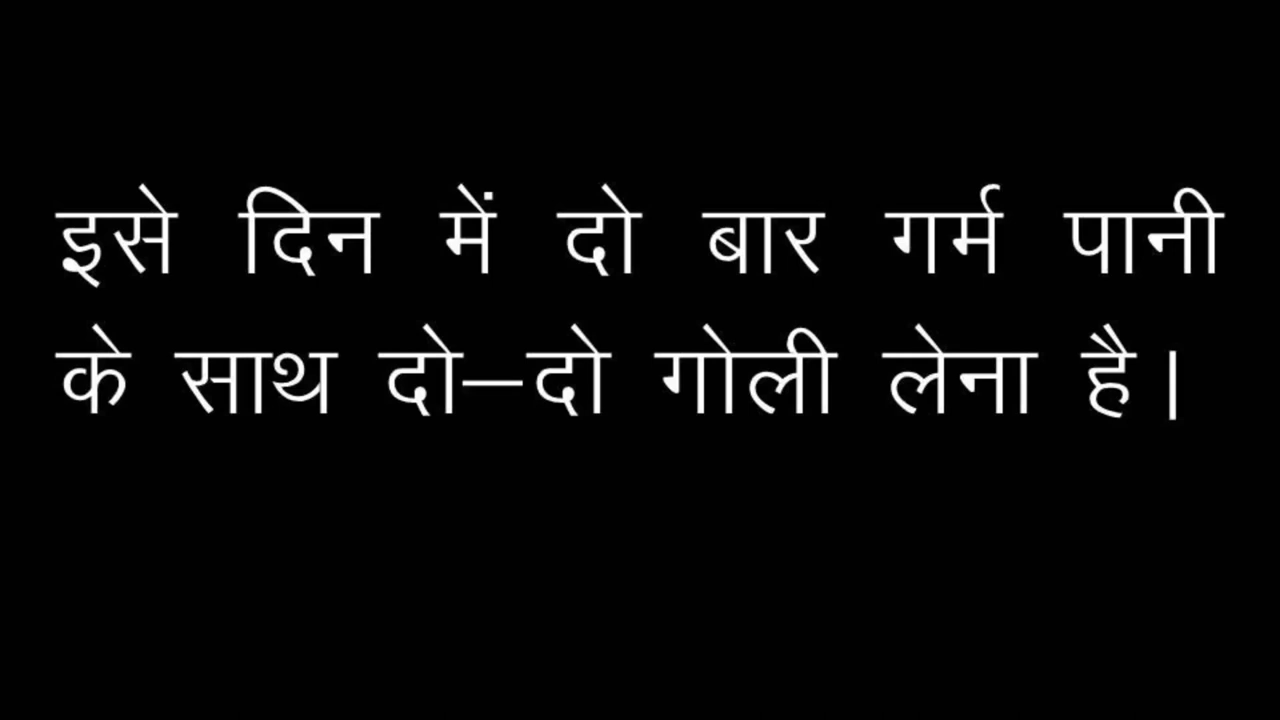 इसे दिन में दो बार गर्म पानी
के साथ दो–दो गोली लेना है।